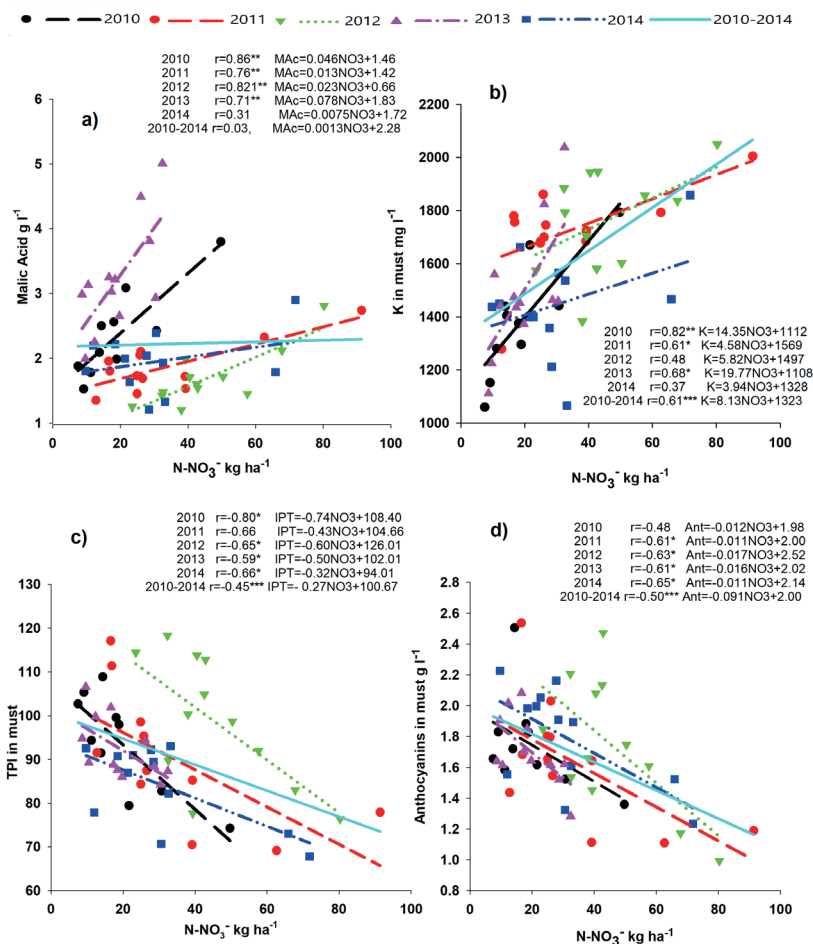 2010 2011 2012 2013 2014 2010-2014
2010 r=0.86** MAc=0.046NO3+1.46
2011 r=0.76** MAc=0.013NO3+1.42
2012 r=0.821** MAc=0.023NO3+0.66
2013 r=0.71** MAc=0.078NO3+1.83
2014 r=0.31 MAc=0.0075NO3+1.72
2010-2014 r=0.03, MAc=0.0013NO3+2.28
a)
Malic Acid g l⁻¹
6
5
4
3
2
1
0 20 40 60 80 100
N-NO₃⁻ kg ha⁻¹
b)
K in must mg l⁻¹
2200
2000
1800
1600
1400
1200
1000
2010 r=0.82** K=14.35NO3+1112
2011 r=0.61* K=4.58NO3+1569
2012 r=0.48 K=5.82NO3+1497
2013 r=0.68* K=19.77NO3+1108
2014 r=0.37 K=3.94NO3+1328
2010-2014 r=0.61*** K=8.13NO3+1323
0 20 40 60 80 100
N-NO₃⁻ kg ha⁻¹
c)
2010 r=-0.80* IPT=-0.74NO3+108.40
2011 r=-0.66 IPT=-0.43NO3+104.66
2012 r=-0.65* IPT=-0.60NO3+126.01
2013 r=-0.59* IPT=-0.50NO3+102.01
2014 r=-0.66* IPT=-0.32NO3+94.01
2010-2014 r=-0.45*** IPT=- 0.27NO3+100.67
TPI in must
130
120
110
100
90
80
70
60
0 20 40 60 80 100
N-NO₃⁻ kg ha⁻¹
d)
2010 r=-0.48 Ant=-0.012NO3+1.98
2011 r=-0.61* Ant=-0.011NO3+2.00
2012 r=-0.63* Ant=-0.017NO3+2.52
2013 r=-0.61* Ant=-0.016NO3+2.02
2014 r=-0.65* Ant=-0.011NO3+2.14
2010-2014 r=-0.50*** Ant=-0.091NO3+2.00
Anthocyanins in must g l⁻¹
2.8
2.6
2.4
2.2
2.0
1.8
1.6
1.4
1.2
1.0
0.8
0 20 40 60 80 100
N-NO₃⁻ kg ha⁻¹